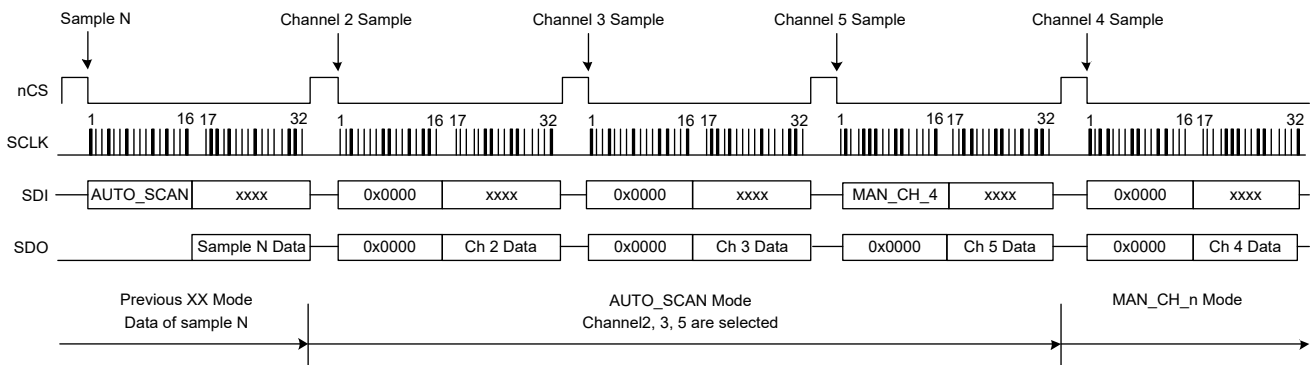 Sample N Channel 2 Sample Channel 3 Sample Channel 5 Sample Channel 4 Sample
nCS
1 16 17 32 1 16 17 32 1 16 17 32 1 16 17 32 1 16 17 32
SCLK
SDI AUTO_SCAN xxxx 0x0000 xxxx 0x0000 xxxx MAN_CH_4 xxxx 0x0000 xxxx
SDO Sample N Data 0x0000 Ch 2 Data 0x0000 Ch 3 Data 0x0000 Ch 5 Data 0x0000 Ch 4 Data
Previous XX Mode AUTO_SCAN Mode MAN_CH_n Mode
Data of sample N Channel2, 3, 5 are selected